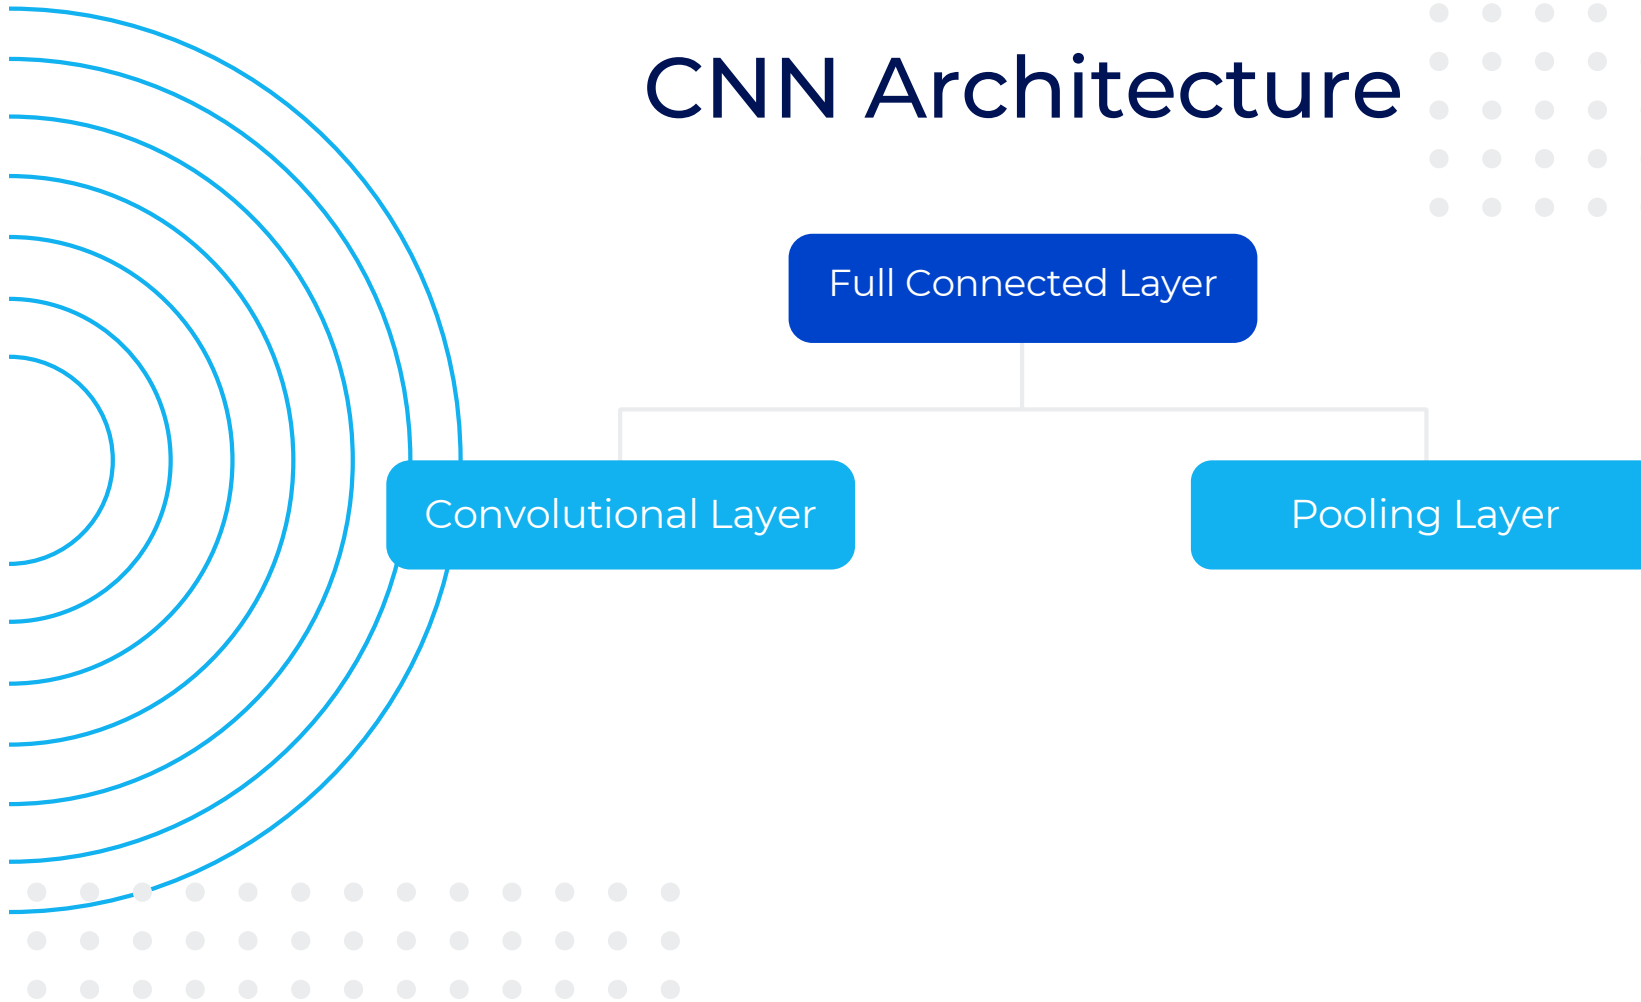 CNN Architecture
Full Connected Layer
Convolutional Layer
Pooling Layer